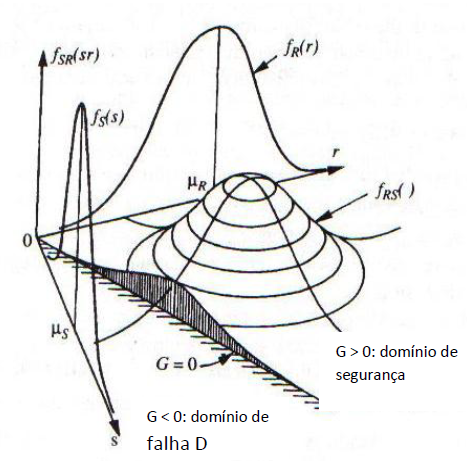 f_SR(sr)
f_R(r)
f_S(s)
r
μ_R
f_RS( )
0
μ_S
G = 0
G > 0: domínio de
segurança
G < 0: domínio de
falha D
s